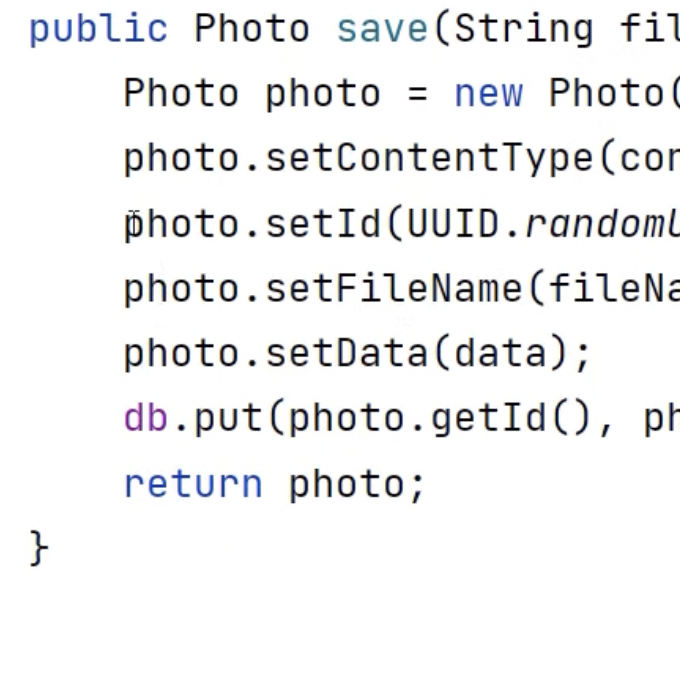 public Photo save(String fil
Photo photo = new Photo(
photo.setContentType(con
photo.setId(UUID.randomU
photo.setFileName(fileNa
photo.setData(data);
db.put(photo.getId(), ph
return photo;
}